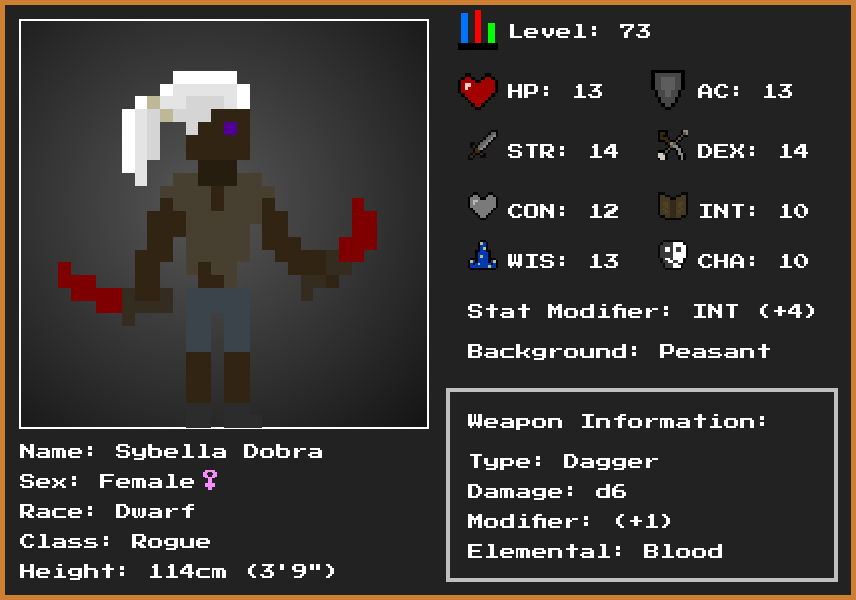 Level: 73
HP: 13 AC: 13
STR: 14 DEX: 14
CON: 12 INT: 10
WIS: 13 CHA: 10
Stat Modifier: INT (+4)
Background: Peasant
Weapon Information:
Type: Dagger
Damage: d6
Modifier: (+1)
Elemental: Blood
Name: Sybella Dobra
Sex: Female♀
Race: Dwarf
Class: Rogue
Height: 114cm (3'9")